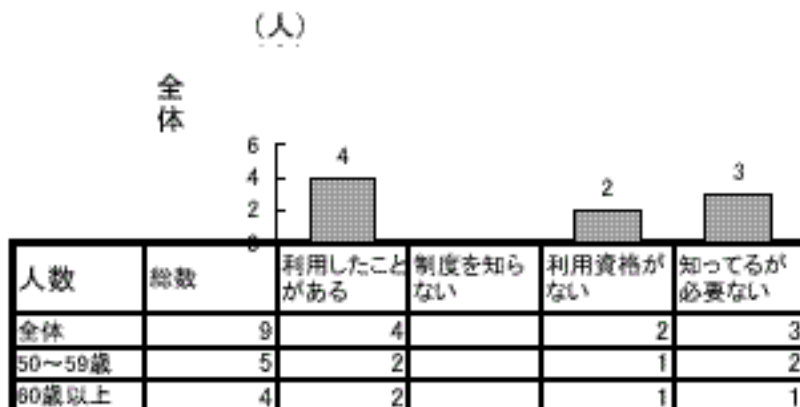 (人)
全
体
6
4
2
0
4
2
3
人数 総数 利用したこと
がある 制度を知ら
ない 利用資格が
ない 知ってるが
必要ない
全体 9 4 2 3
50～59歳 5 2 1 2
60歳以上 4 2 1 1